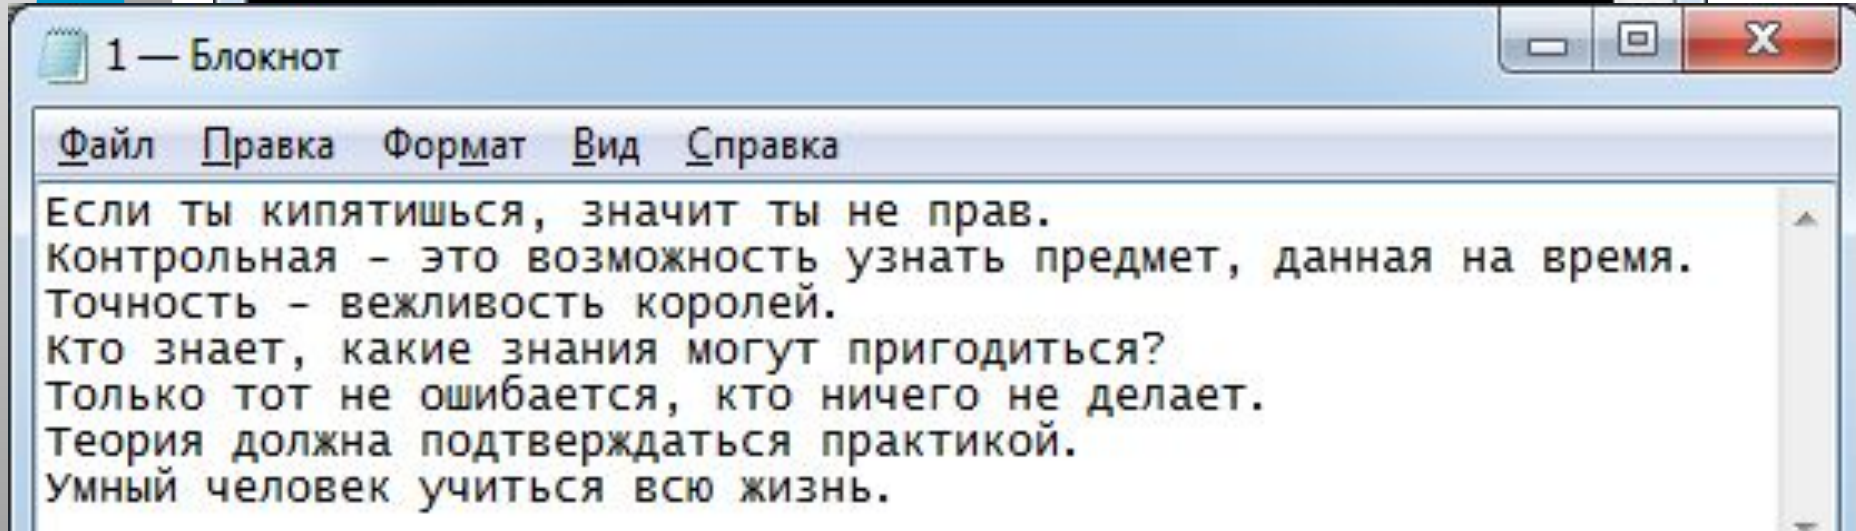 1 — Блокнот
Файл Правка Формат Вид Справка
Если ты кипятишься, значит ты не прав.
Контрольная – это возможность узнать предмет, данная на время.
Точность – вежливость королей.
Кто знает, какие знания могут пригодиться?
Только тот не ошибается, кто ничего не делает.
Теория должна подтверждаться практикой.
Умный человек учиться всю жизнь.